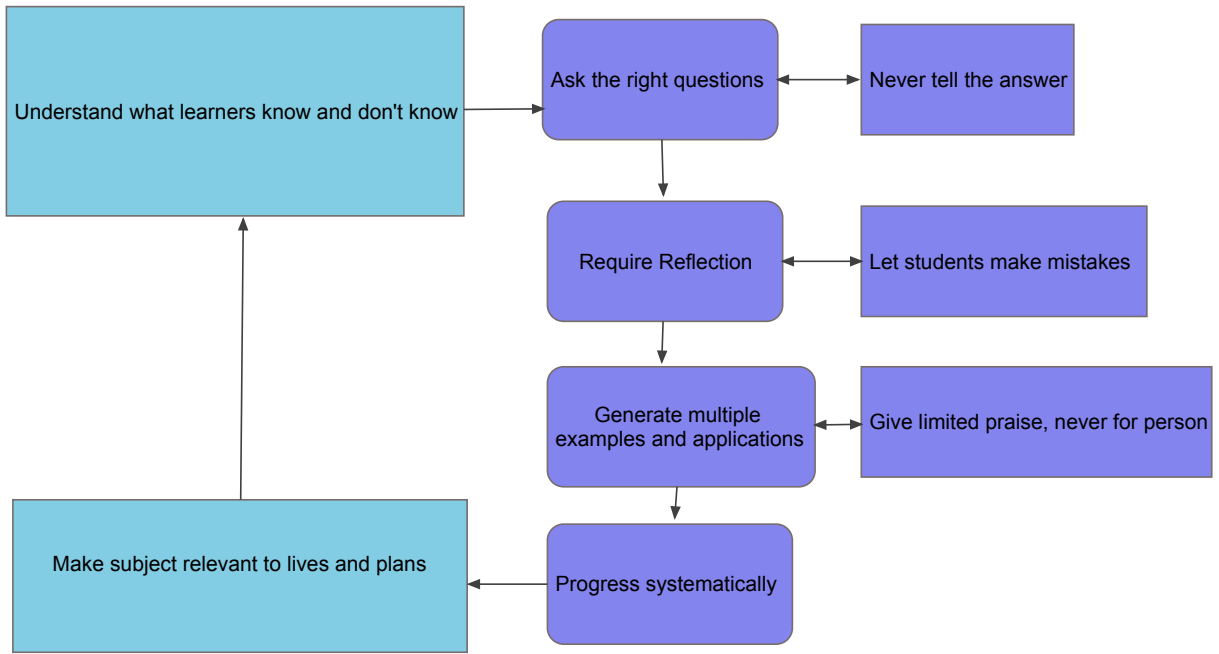 Understand what learners know and don't know
Ask the right questions
Never tell the answer
Require Reflection
Let students make mistakes
Generate multiple
examples and applications
Give limited praise, never for person
Make subject relevant to lives and plans
Progress systematically